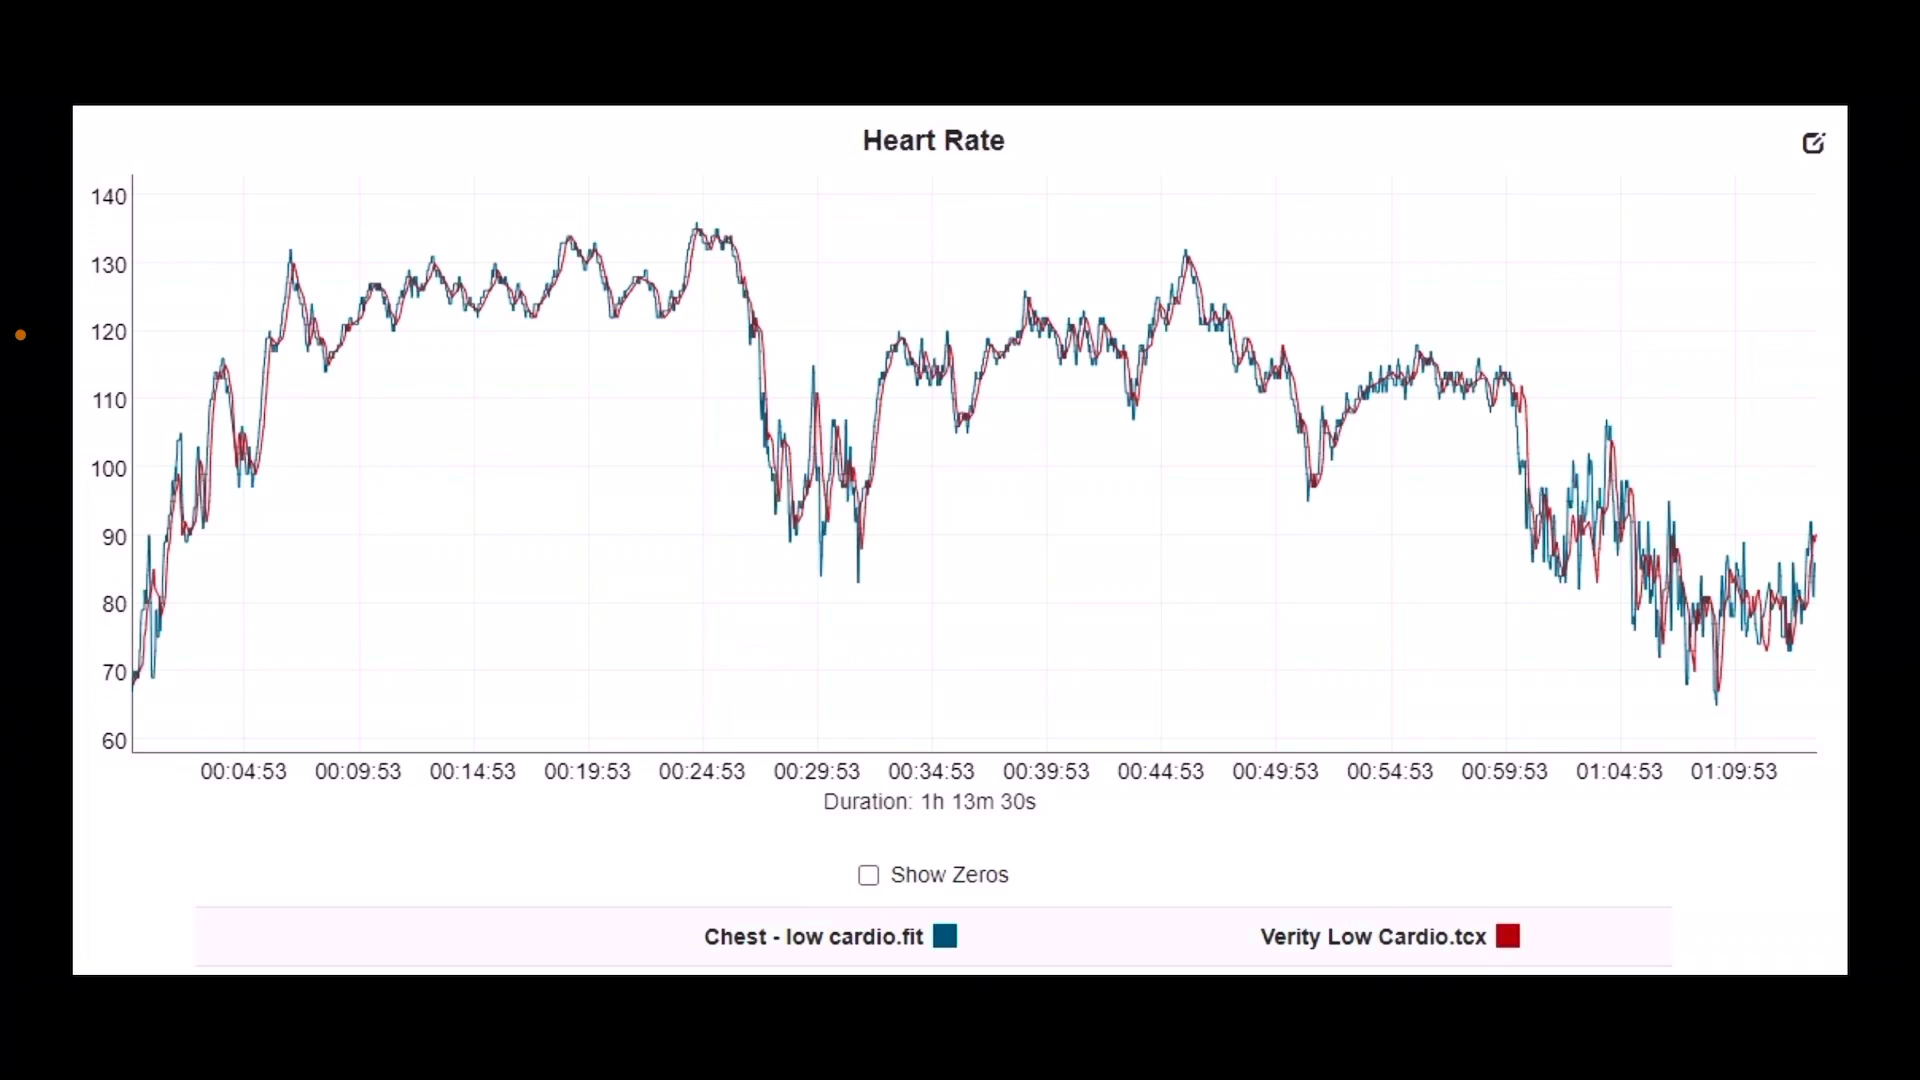 Heart Rate
140
130
120
110
100
90
80
70
60
00:04:53 00:09:53 00:14:53 00:19:53 00:24:53 00:29:53 00:34:53 00:39:53 00:44:53 00:49:53 00:54:53 00:59:53 01:04:53 01:09:53
Duration: 1h 13m 30s
Show Zeros
Chest - low cardio.fit Verity Low Cardio.tcx